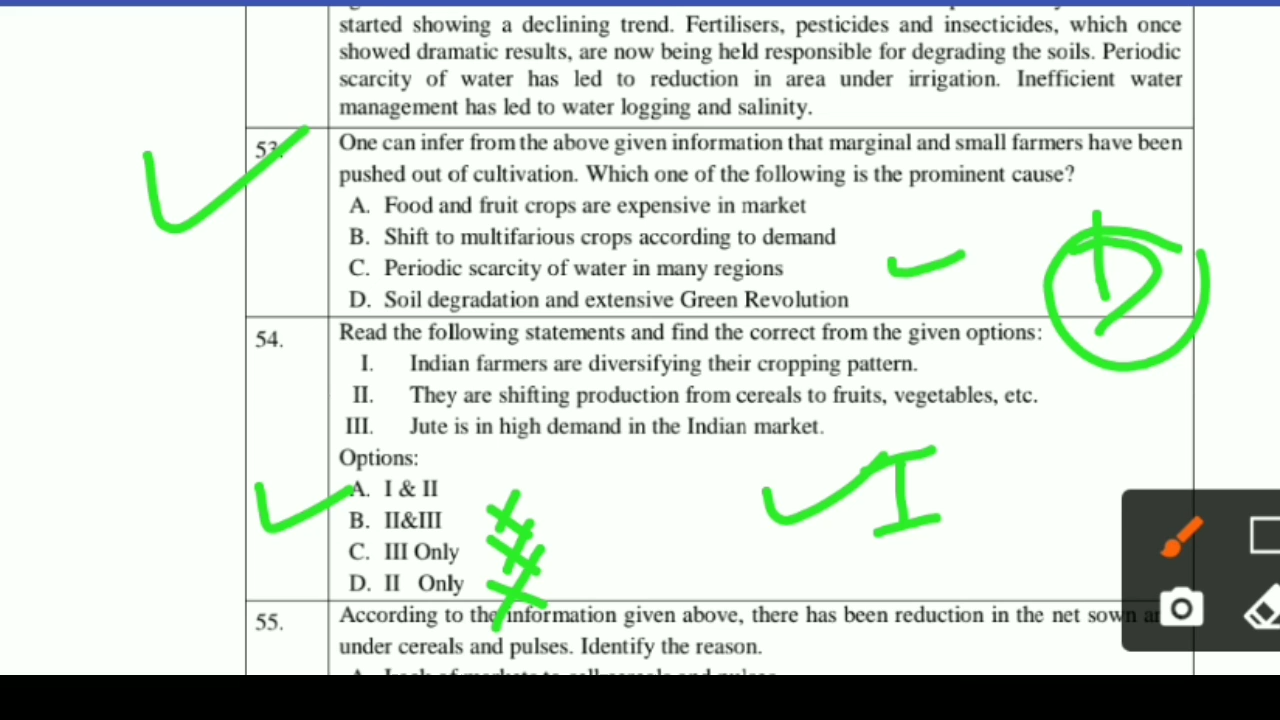 started showing a declining trend. Fertilisers, pesticides and insecticides, which once
showed dramatic results, are now being held responsible for degrading the soils. Periodic
scarcity of water has led to reduction in area under irrigation. Inefficient water
management has led to water logging and salinity.
53. One can infer from the above given information that marginal and small farmers have been
pushed out of cultivation. Which one of the following is the prominent cause?
A. Food and fruit crops are expensive in market
B. Shift to multifarious crops according to demand
C. Periodic scarcity of water in many regions
D. Soil degradation and extensive Green Revolution
D
54. Read the following statements and find the correct from the given options:
I. Indian farmers are diversifying their cropping pattern.
II. They are shifting production from cereals to fruits, vegetables, etc.
III. Jute is in high demand in the Indian market.
Options:
A. I & II
I
B. II&III
C. III Only
D. II Only
55. According to the information given above, there has been reduction in the net sown
under cereals and pulses. Identify the reason.